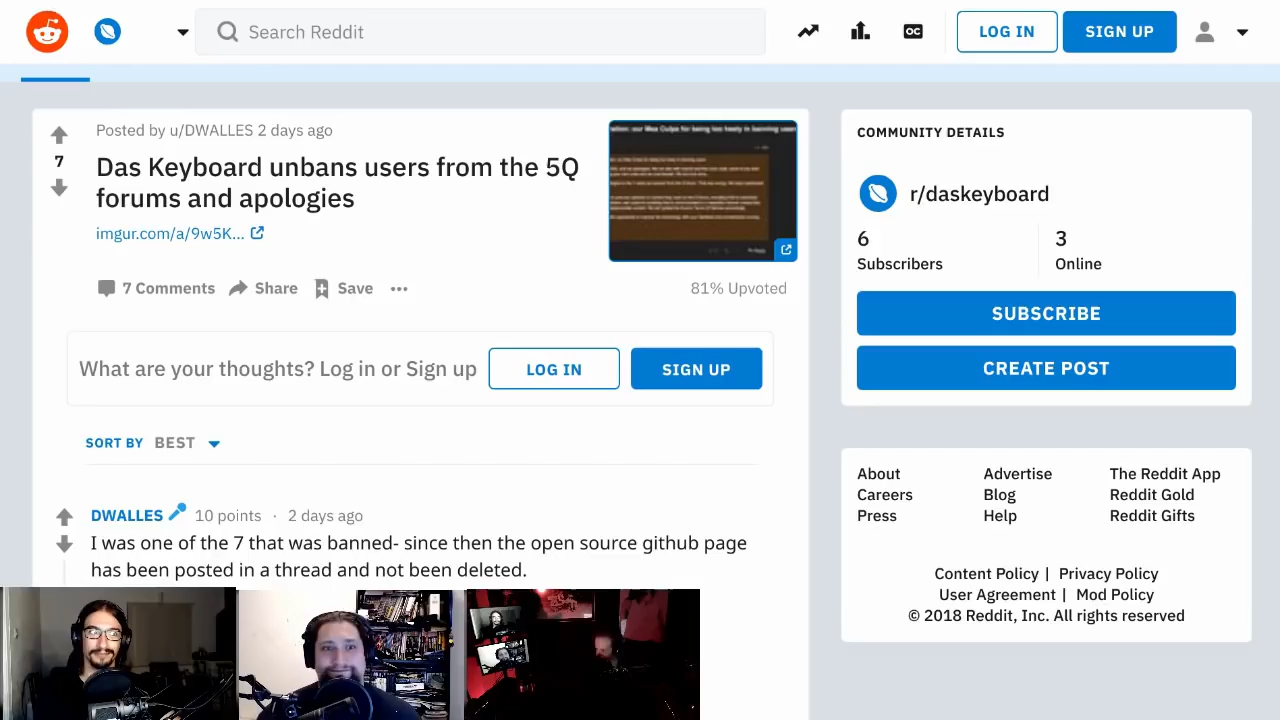 Search Reddit
OC
LOG IN
SIGN UP
Posted by u/DWALLES 2 days ago
7
Das Keyboard unbans users from the 5Q
forums and apologies
imgur.com/a/9w5K...
7 Comments
Share
Save
81% Upvoted
What are your thoughts? Log in or Sign up
LOG IN
SIGN UP
SORT BY BEST
DWALLES 10 points · 2 days ago
I was one of the 7 that was banned- since then the open source github page
has been posted in a thread and not been deleted.
COMMUNITY DETAILS
r/daskeyboard
6
Subscribers
3
Online
SUBSCRIBE
CREATE POST
About
Careers
Press
Advertise
Blog
Help
The Reddit App
Reddit Gold
Reddit Gifts
Content Policy | Privacy Policy
User Agreement | Mod Policy
© 2018 Reddit, Inc. All rights reserved